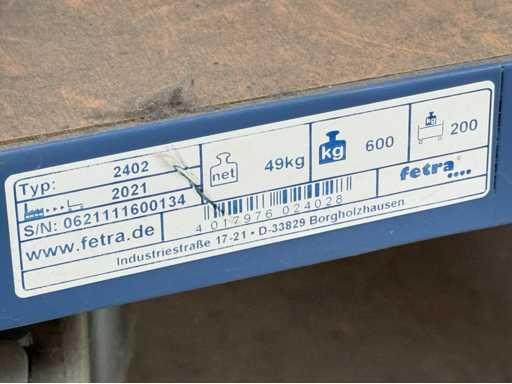 Typ: 2402
2021
S/N: 0621111600134
www.fetra.de
net 49kg
kg 600
kg 200
fetra
4 017976 024028
Industriestraße 17-21 • D-33829 Borgholzhausen